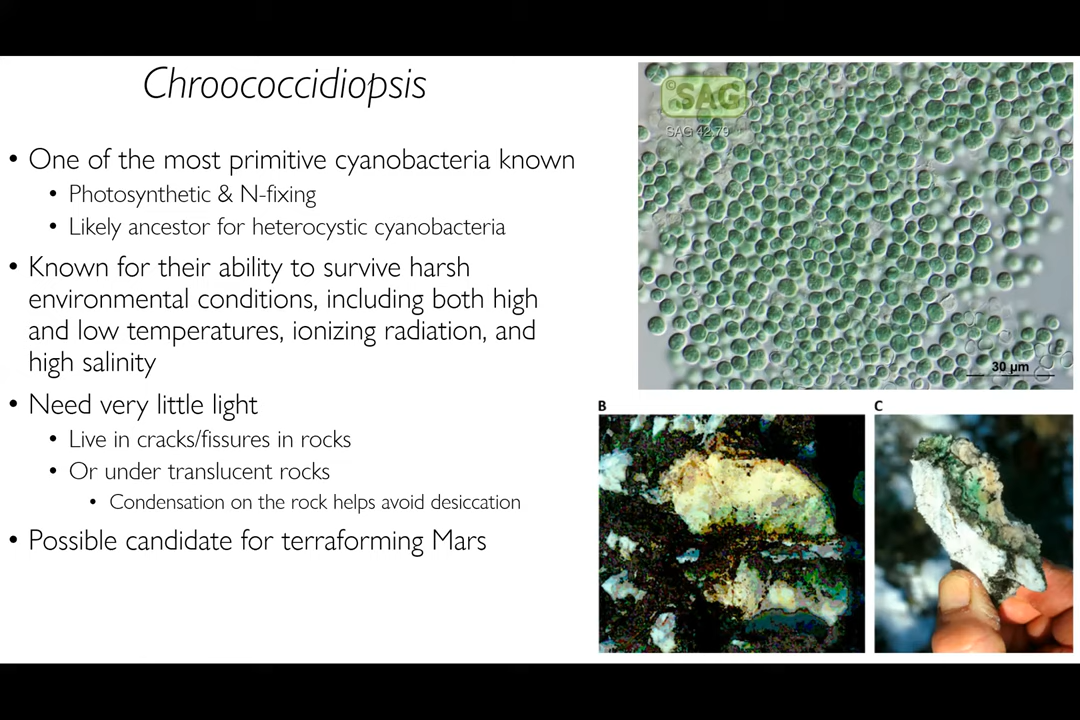 Chroococcidiopsis
• One of the most primitive cyanobacteria known
• Photosynthetic & N-fixing
• Likely ancestor for heterocystic cyanobacteria
• Known for their ability to survive harsh
environmental conditions, including both high
and low temperatures, ionizing radiation, and
high salinity
• Need very little light
• Live in cracks/fissures in rocks
• Or under translucent rocks
• Condensation on the rock helps avoid desiccation
• Possible candidate for terraforming Mars
©SAG
SAG 42.79
30 µm
B
C